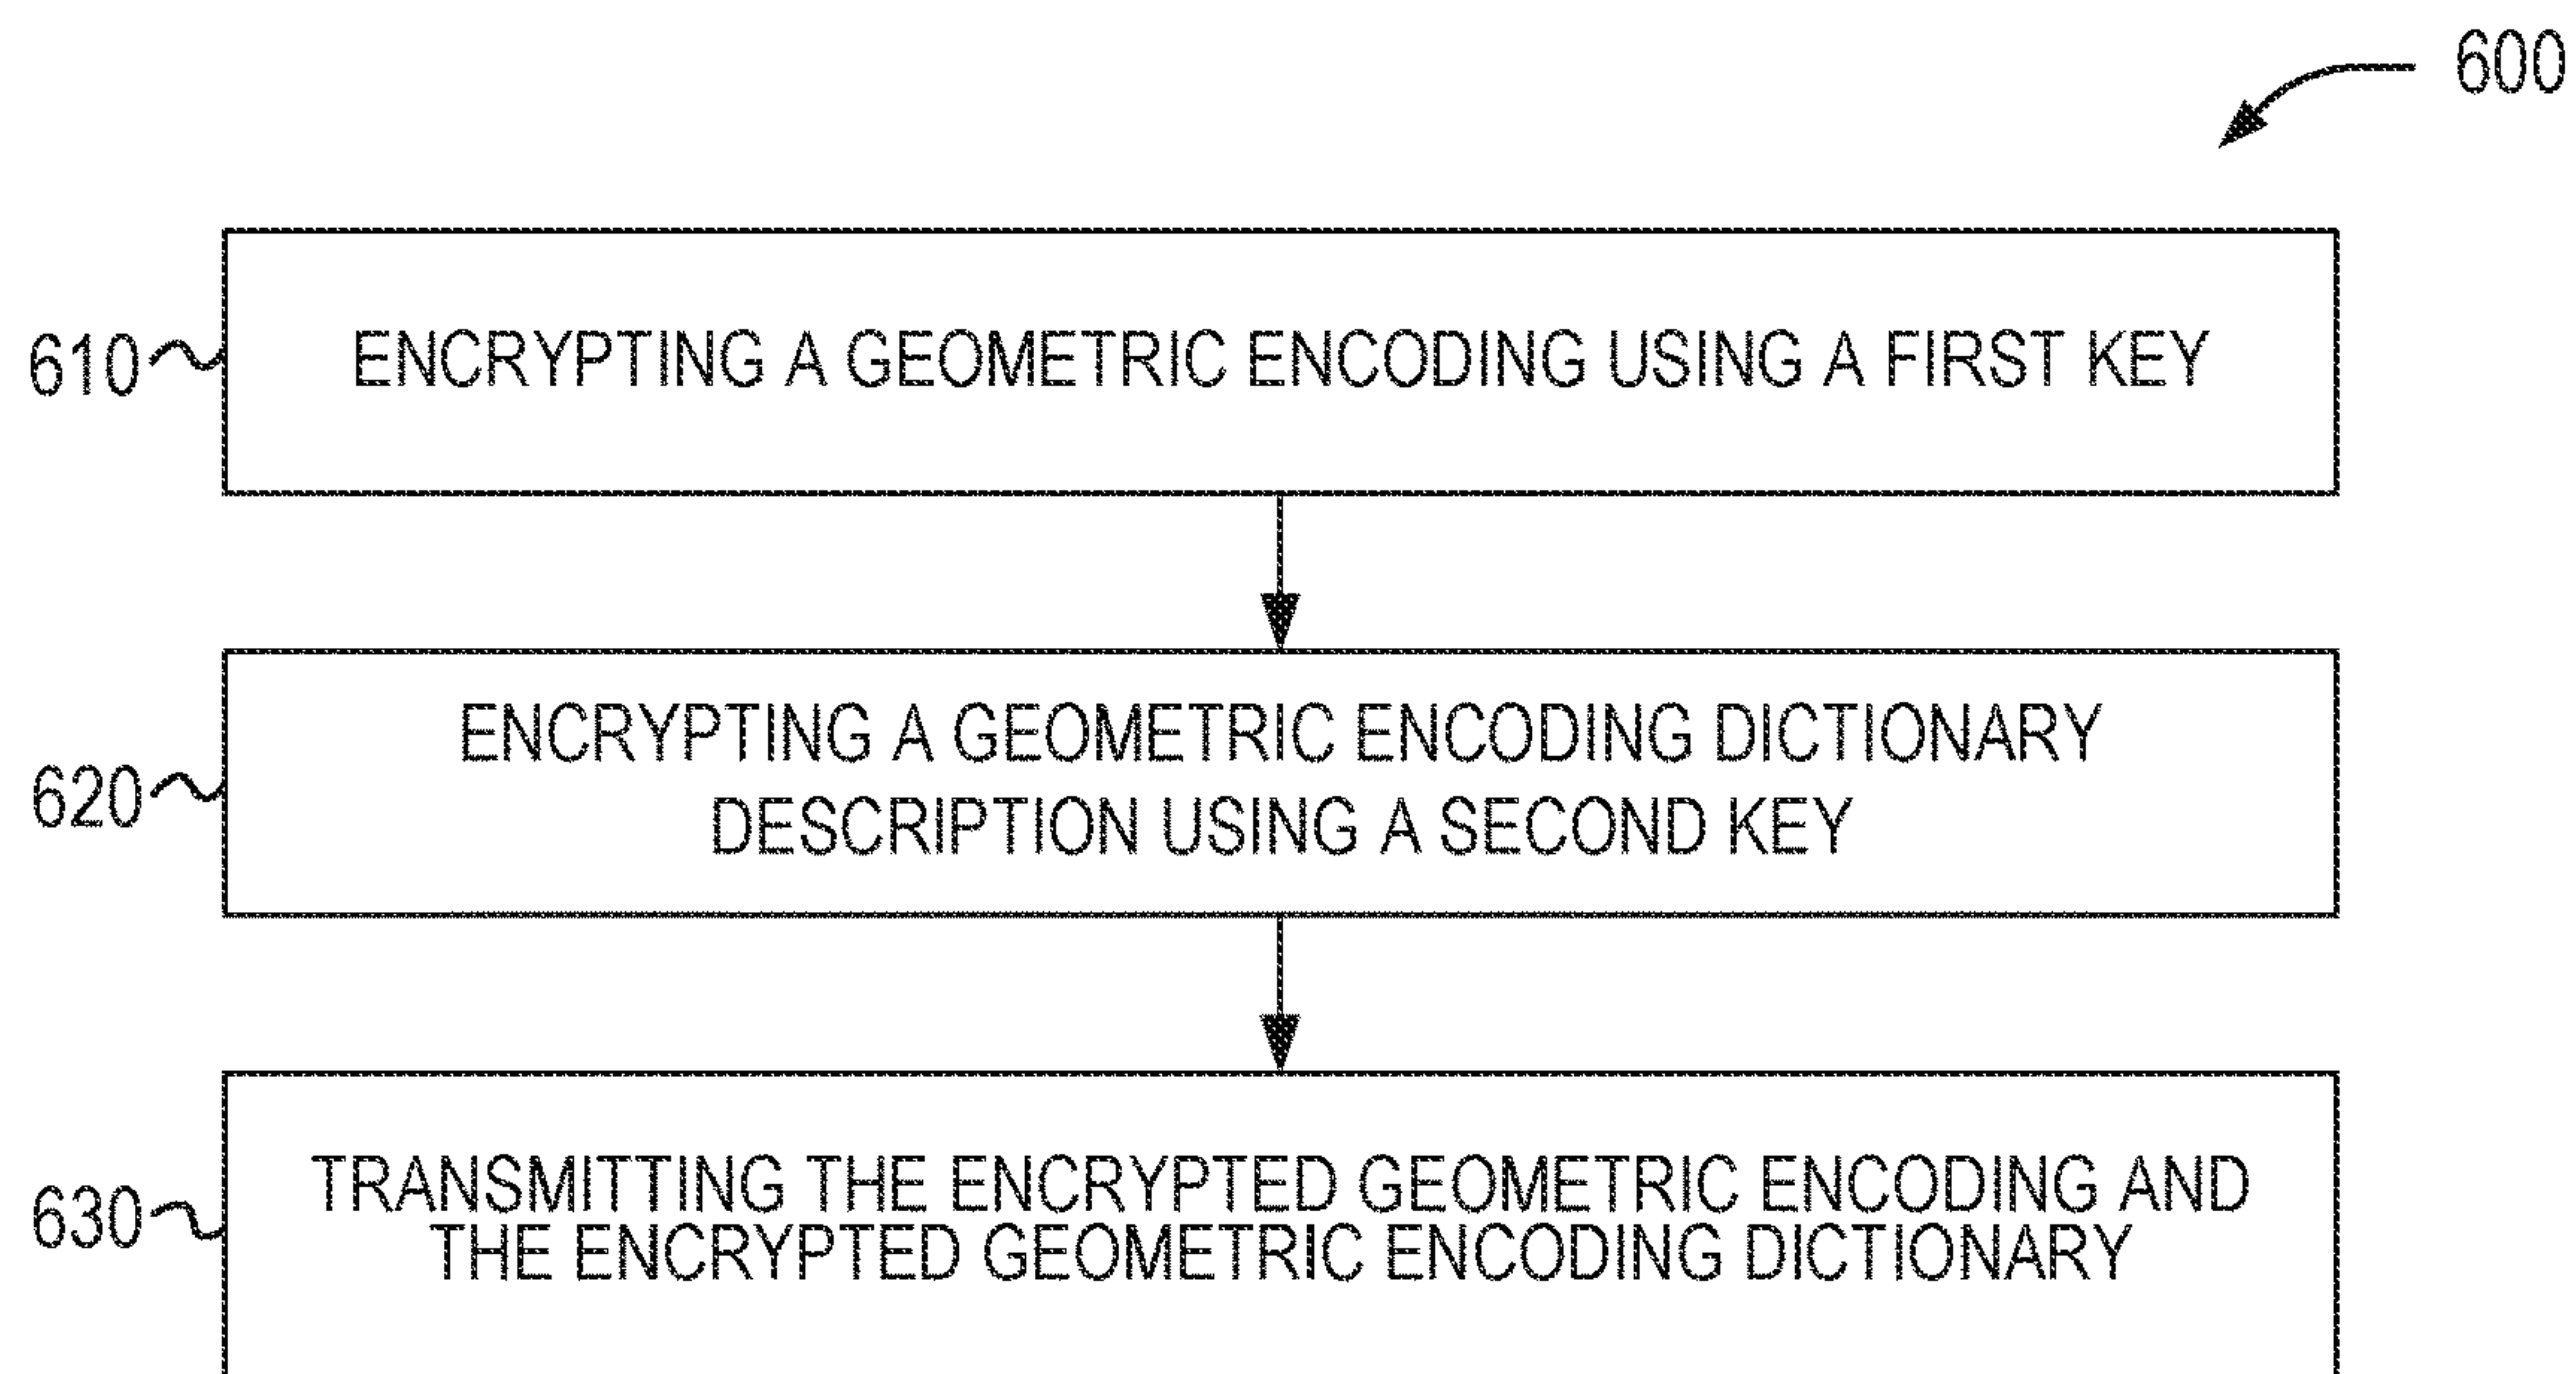 600
610
ENCRYPTING A GEOMETRIC ENCODING USING A FIRST KEY
620
ENCRYPTING A GEOMETRIC ENCODING DICTIONARY
DESCRIPTION USING A SECOND KEY
630
TRANSMITTING THE ENCRYPTED GEOMETRIC ENCODING AND
THE ENCRYPTED GEOMETRIC ENCODING DICTIONARY